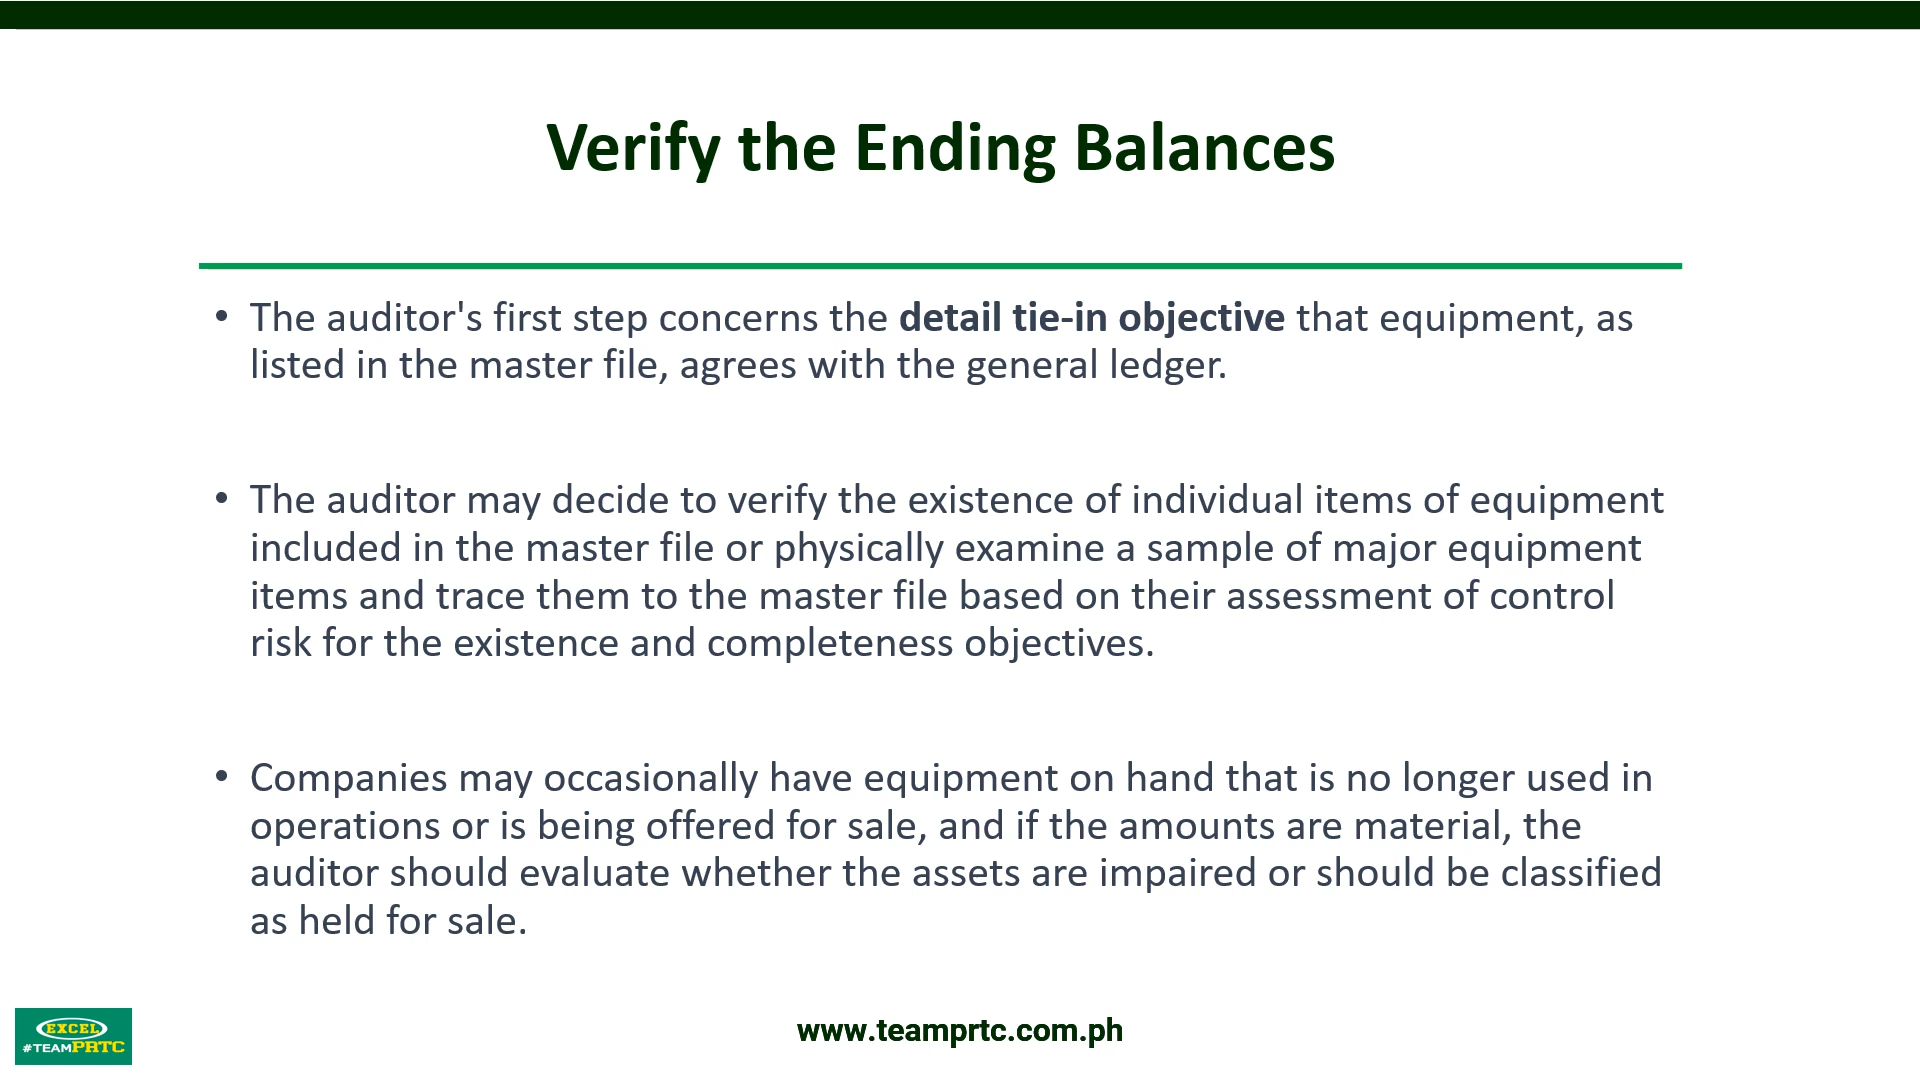 Verify the Ending Balances
• The auditor's first step concerns the detail tie-in objective that equipment, as
listed in the master file, agrees with the general ledger.
• The auditor may decide to verify the existence of individual items of equipment
included in the master file or physically examine a sample of major equipment
items and trace them to the master file based on their assessment of control
risk for the existence and completeness objectives.
• Companies may occasionally have equipment on hand that is no longer used in
operations or is being offered for sale, and if the amounts are material, the
auditor should evaluate whether the assets are impaired or should be classified
as held for sale.
EXCEL
#TEAMPRTC
www.teamprtc.com.ph